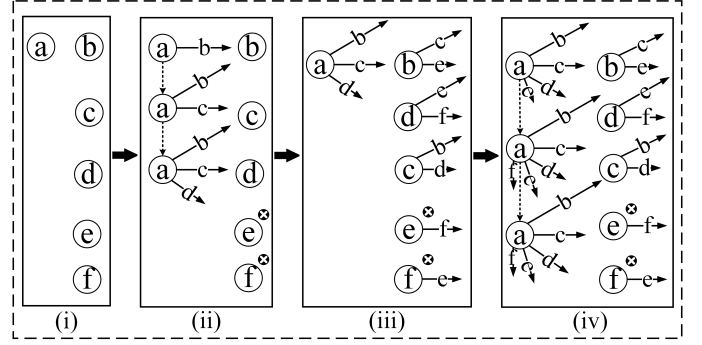 a b
c
d
e
f
(i)
a b b
a b c c
a b c d d
e
f
(ii)
a b c d b c e
d e f
c b d
e f
f e
(iii)
a b c d e b c e
d e f
a b c d e f c b d
e f
a b c d e f f e
(iv)